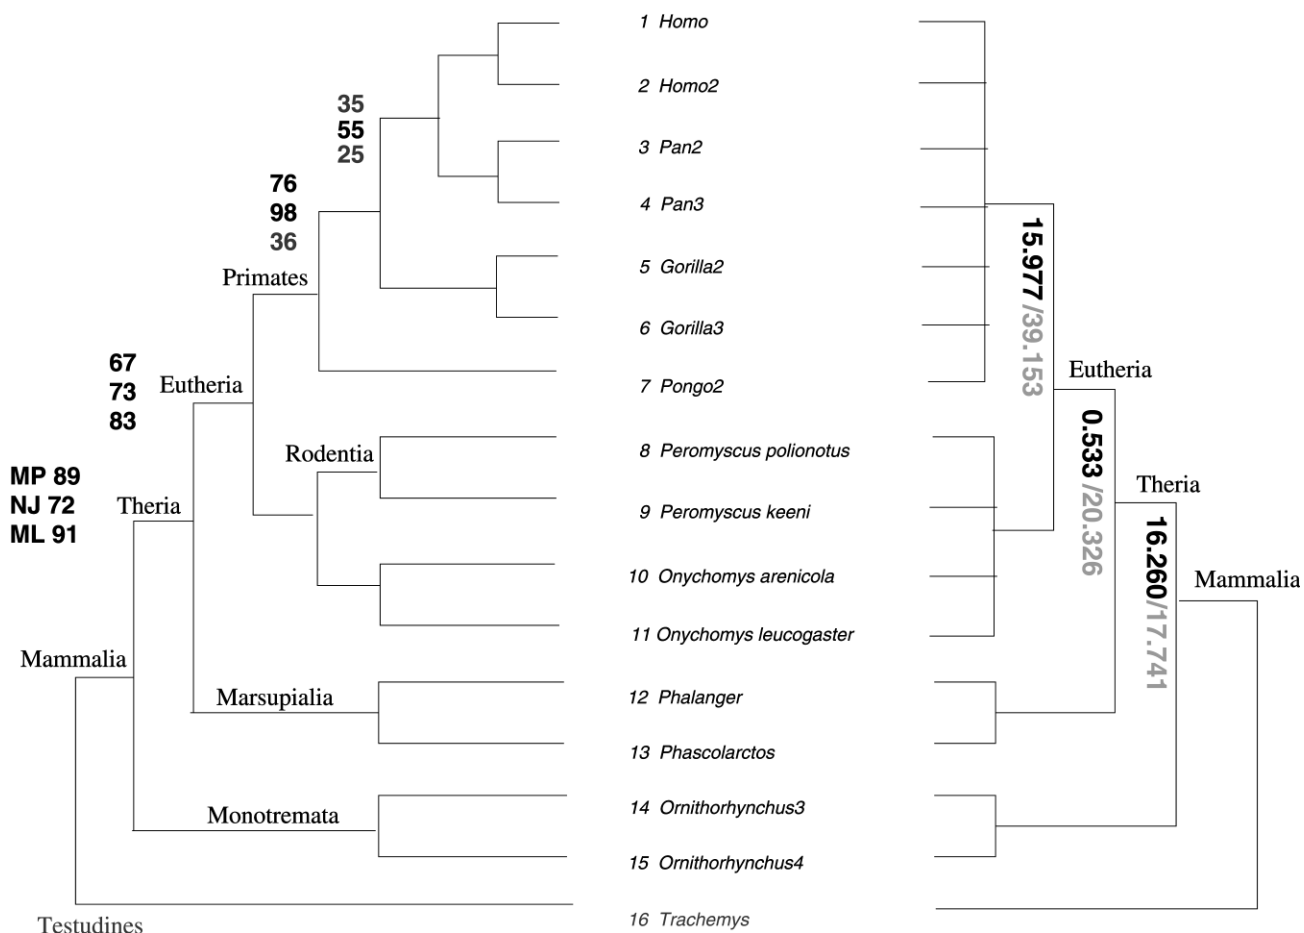 1 Homo
2 Homo2
3 Pan2
4 Pan3
5 Gorilla2
6 Gorilla3
7 Pongo2
8 Peromyscus polionotus
9 Peromyscus keeni
10 Onychomys arenicola
11 Onychomys leucogaster
12 Phalanger
13 Phascolarctos
14 Ornithorhynchus3
15 Ornithorhynchus4
16 Trachemys
35
55
25
76
98
36
Primates
67
73
83
Eutheria
Rodentia
MP 89
NJ 72
ML 91
Theria
Mammalia
Marsupialia
Monotremata
Testudines
15.977 /39.153
Eutheria
0.533 /20.326
Theria
16.260/17.741
Mammalia